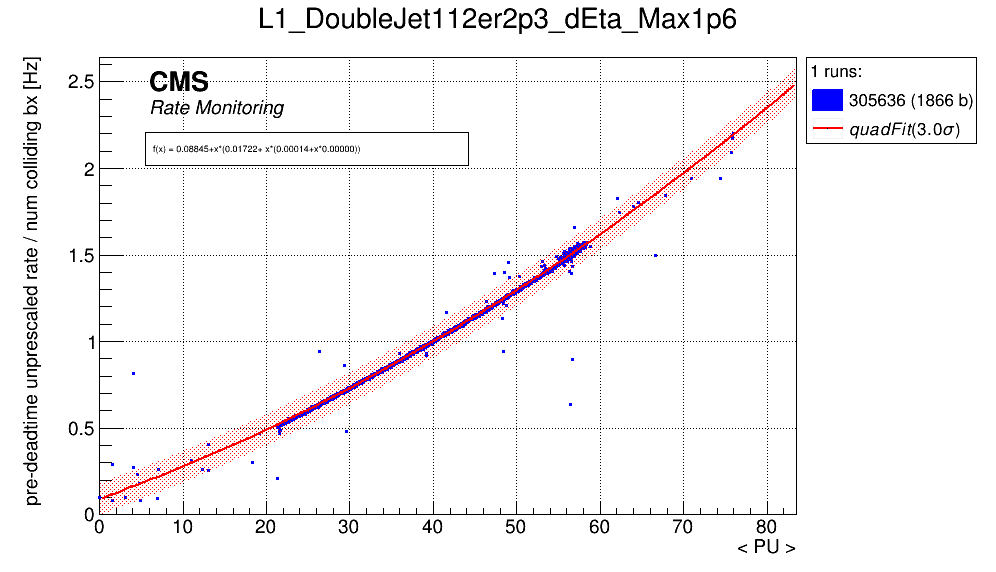 L1_DoubleJet112er2p3_dEta_Max1p6
pre-deadtime unprescaled rate / num colliding bx [Hz]
CMS
Rate Monitoring
f(x) = 0.08845+x*(0.01722+ x*(0.00014+x*0.00000))
1 runs:
305636 (1866 b)
quadFit(3.0σ)
2.5
2
1.5
1
0.5
0
0 10 20 30 40 50 60 70 80
< PU >